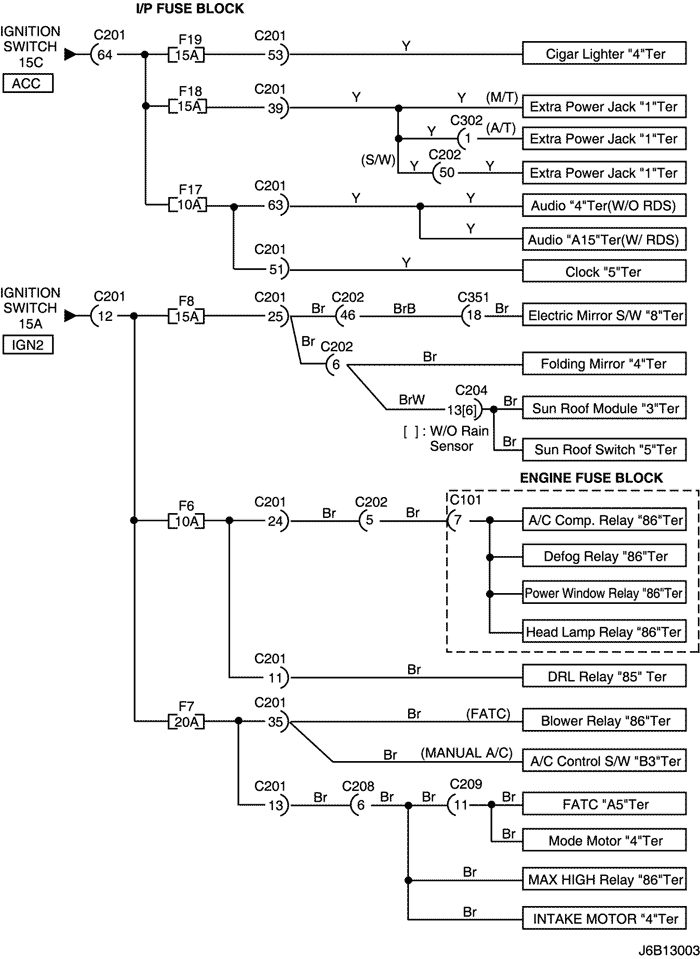 I/P FUSE BLOCK
IGNITION
SWITCH
15C
ACC
C201
64
F19
15A
C201
53
Y
Cigar Lighter "4"Ter
F18
15A
C201
39
Y
Y
(M/T)
Extra Power Jack "1"Ter
Y
C302
1
(A/T)
Extra Power Jack "1"Ter
(S/W)
Y
C202
50
Y
Extra Power Jack "1"Ter
F17
10A
C201
63
Y
Y
Audio "4"Ter(W/O RDS)
Y
Audio "A15"Ter(W/ RDS)
C201
51
Y
Clock "5"Ter
IGNITION
SWITCH
15A
IGN2
C201
12
F8
15A
C201
25
Br
C202
46
BrB
C351
18
Br
Electric Mirror S/W "8"Ter
Br
C202
6
Br
Folding Mirror "4"Ter
BrW
C204
13[6]
Br
Sun Roof Module "3"Ter
[ ] : W/O Rain
Sensor
Br
Sun Roof Switch "5"Ter
ENGINE FUSE BLOCK
F6
10A
C201
24
Br
C202
5
Br
C101
7
A/C Comp. Relay "86"Ter
Defog Relay "86"Ter
Power Window Relay "86"Ter
Head Lamp Relay "86"Ter
C201
11
Br
DRL Relay "85" Ter
F7
20A
C201
35
Br
(FATC)
Blower Relay "86"Ter
Br
(MANUAL A/C)
A/C Control S/W "B3"Ter
C201
13
Br
C208
6
Br
Br
C209
11
Br
FATC "A5"Ter
Br
Mode Motor "4"Ter
Br
MAX HIGH Relay "86"Ter
Br
INTAKE MOTOR "4"Ter
J6B13003